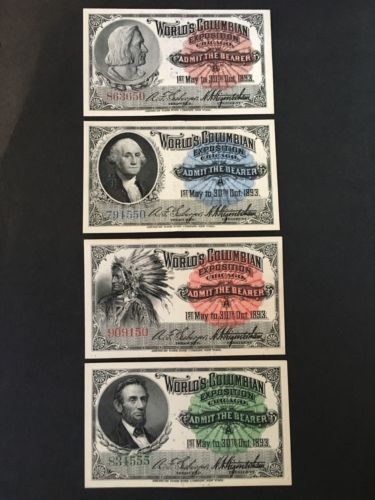 WORLD'S COLUMBIAN
EXPOSITION
CHICAGO.
ADMIT THE BEARER
1ST May to 30TH Oct. 1893.
863650
WORLD'S COLUMBIAN
EXPOSITION
CHICAGO.
ADMIT THE BEARER
1ST May to 30TH Oct. 1893.
791550
WORLD'S COLUMBIAN
EXPOSITION
CHICAGO.
ADMIT THE BEARER
1ST May to 30TH Oct. 1893.
909150
WORLD'S COLUMBIAN
EXPOSITION
CHICAGO.
ADMIT THE BEARER
1ST May to 30TH Oct. 1893.
834555